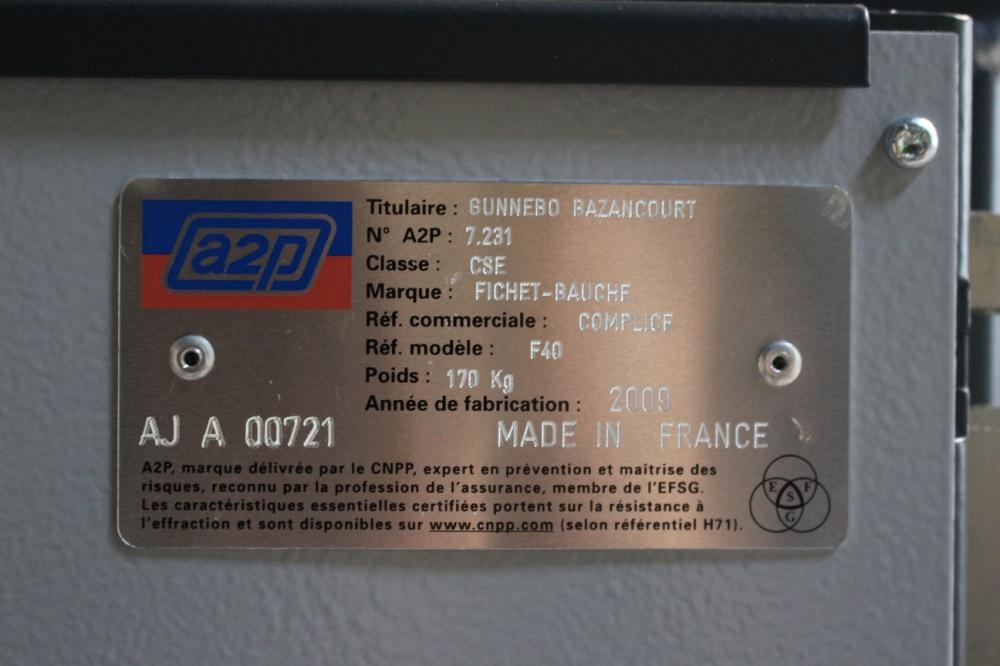 a2p
Titulaire : GUNNEBO BAZANCOURT
N° A2P : 7.231
Classe : CSE
Marque : FICHET-BAUCHE
Réf. commerciale : COMPLICE
Réf. modèle : F40
Poids : 170 Kg
Année de fabrication : 2009
AJ A 00721 MADE IN FRANCE
A2P, marque délivrée par le CNPP, expert en prévention et maîtrise des
risques, reconnu par la profession de l'assurance, membre de l'EFSG.
Les caractéristiques essentielles certifiées portent sur la résistance à
l'effraction et sont disponibles sur www.cnpp.com (selon référentiel H71).
E F S G